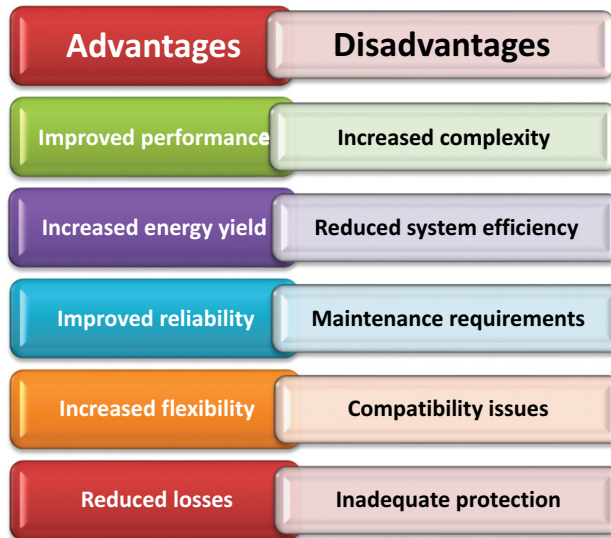 Advantages
Disadvantages
Improved performance
Increased complexity
Increased energy yield
Reduced system efficiency
Improved reliability
Maintenance requirements
Increased flexibility
Compatibility issues
Reduced losses
Inadequate protection